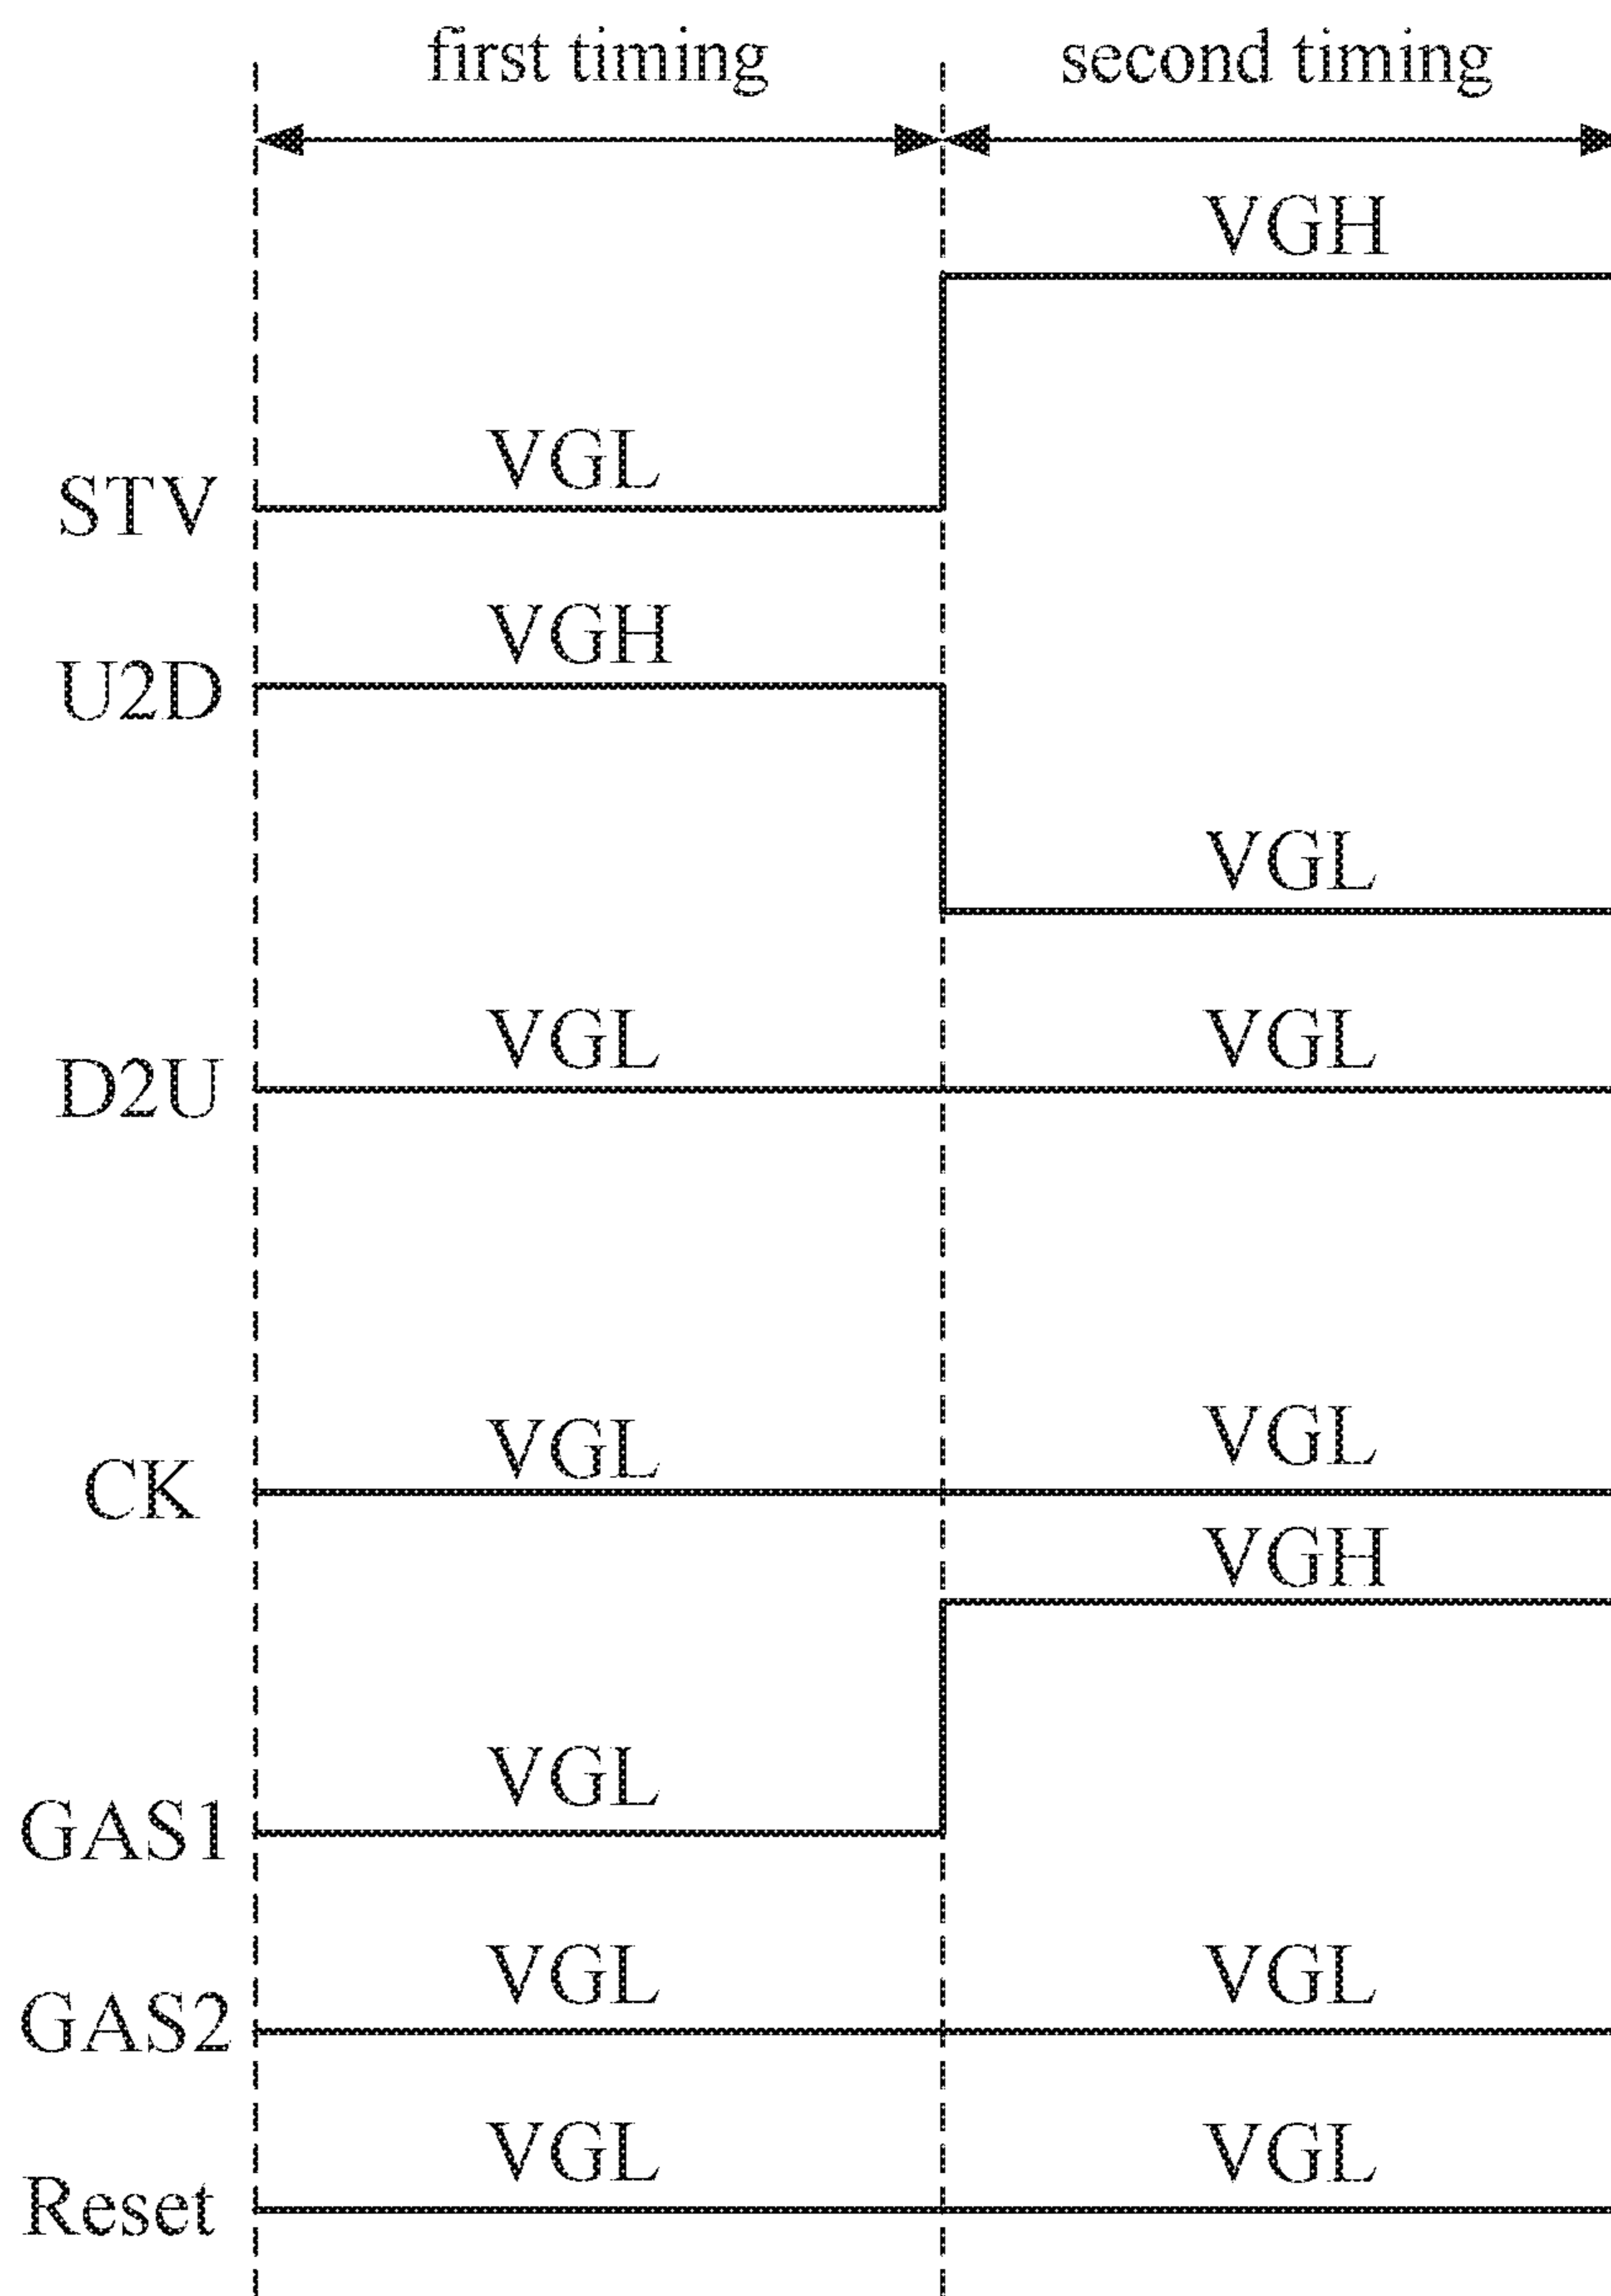 first timing second timing
VGH
VGL
STV
VGH
U2D
VGL
VGL VGL
D2U
VGL VGL
CK
VGH
VGL
GAS1
VGL VGL
GAS2
VGL VGL
Reset